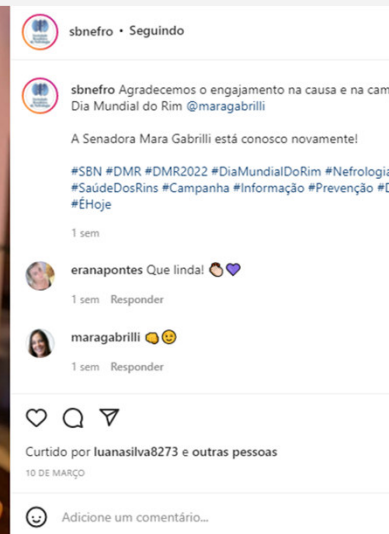 sbnefro • Seguindo
sbnefro Agradecemos o engajamento na causa e na cam
Dia Mundial do Rim @maragabrilli
A Senadora Mara Gabrilli está conosco novamente!
#SBN #DMR #DMR2022 #DiaMundialDoRim #Nefrologia
#SaúdeDosRins #Campanha #Informação #Prevenção #D
#ÉHoje
1 sem
eranapontes Que linda! 👏🏻💜
1 sem Responder
maragabrilli 👊😉
1 sem Responder
Curtido por luanasilva8273 e outras pessoas
10 DE MARÇO
Adicione um comentário...